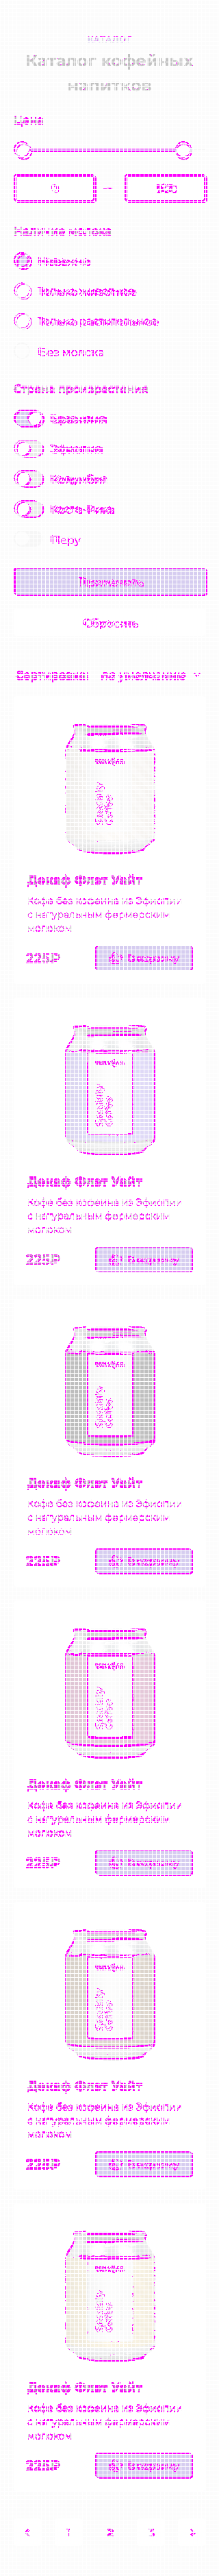 КАТАЛОГ
Каталог кофейных
напитков
Цена
0 — 1500
Наличие молока
Неважно
Только животное
Только растительное
Без молока
Страна произрастания
Бразилия
Эфиопия
Колумбия
Коста-Рика
Перу
Применить
Сбросить
Сортировка: по умолчанию
Декаф Флэт Уайт
Кофе без кофеина из Эфиопии
с натуральным фермерским
молоком
225₽ В корзину
Декаф Флэт Уайт
Кофе без кофеина из Эфиопии
с натуральным фермерским
молоком
225₽ В корзину
Декаф Флэт Уайт
Кофе без кофеина из Эфиопии
с натуральным фермерским
молоком
225₽ В корзину
Декаф Флэт Уайт
Кофе без кофеина из Эфиопии
с натуральным фермерским
молоком
225₽ В корзину
Декаф Флэт Уайт
Кофе без кофеина из Эфиопии
с натуральным фермерским
молоком
225₽ В корзину
Декаф Флэт Уайт
Кофе без кофеина из Эфиопии
с натуральным фермерским
молоком
225₽ В корзину
1 2 3